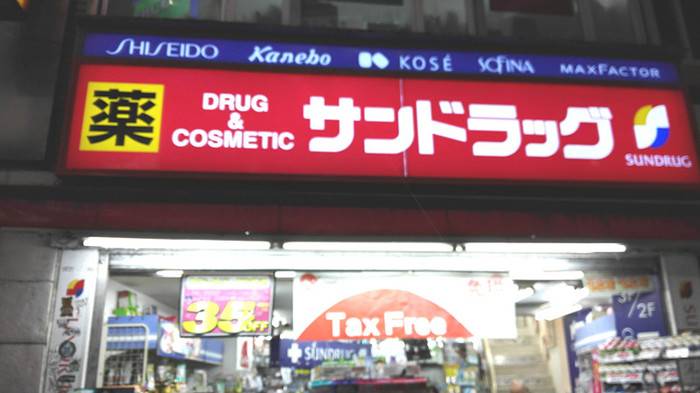 SHISEIDO Kanebo KOSÉ SOFINA MAXFACTOR
薬 DRUG & COSMETIC サンドラッグ
SUNDRUG
35% OFF
Tax Free
SUNDRUG
2F